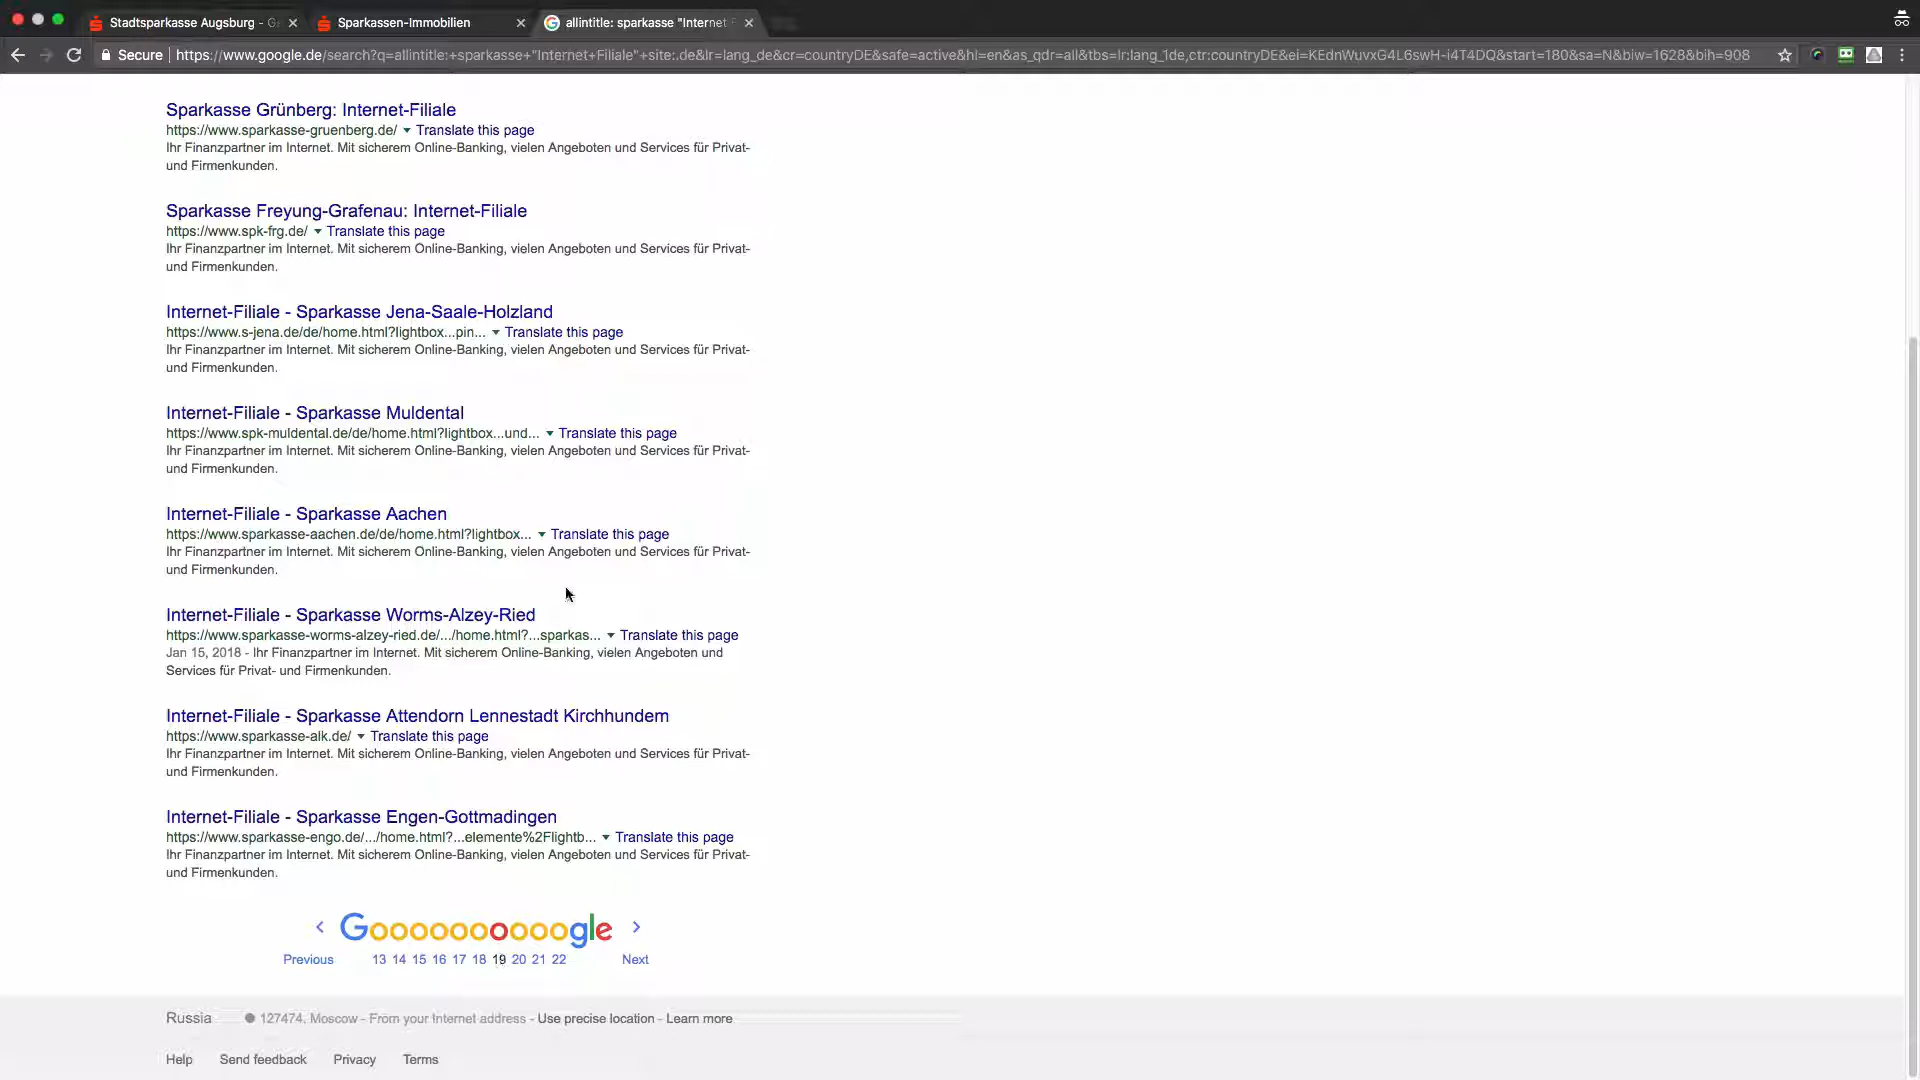 Stadtsparkasse Augsburg - G
Sparkassen-Immobilien
allintitle: sparkasse "Internet F
Secure
https://www.google.de/search?q=allintitle:+sparkasse+"Internet+Filiale"+site:.de&lr=lang_de&cr=countryDE&safe=active&hl=en&as_qdr=all&tbs=lr:lang_1de,ctr:countryDE&ei=KEdnWuvxG4L6swH-i4T4DQ&start=180&sa=N&biw=1628&bih=908
Sparkasse Grünberg: Internet-Filiale
https://www.sparkasse-gruenberg.de/ Translate this page
Ihr Finanzpartner im Internet. Mit sicherem Online-Banking, vielen Angeboten und Services für Privat-
und Firmenkunden.
Sparkasse Freyung-Grafenau: Internet-Filiale
https://www.spk-frg.de/ Translate this page
Ihr Finanzpartner im Internet. Mit sicherem Online-Banking, vielen Angeboten und Services für Privat-
und Firmenkunden.
Internet-Filiale - Sparkasse Jena-Saale-Holzland
https://www.s-jena.de/de/home.html?lightbox...pin... Translate this page
Ihr Finanzpartner im Internet. Mit sicherem Online-Banking, vielen Angeboten und Services für Privat-
und Firmenkunden.
Internet-Filiale - Sparkasse Muldental
https://www.spk-muldental.de/de/home.html?lightbox...und... Translate this page
Ihr Finanzpartner im Internet. Mit sicherem Online-Banking, vielen Angeboten und Services für Privat-
und Firmenkunden.
Internet-Filiale - Sparkasse Aachen
https://www.sparkasse-aachen.de/de/home.html?lightbox... Translate this page
Ihr Finanzpartner im Internet. Mit sicherem Online-Banking, vielen Angeboten und Services für Privat-
und Firmenkunden.
Internet-Filiale - Sparkasse Worms-Alzey-Ried
https://www.sparkasse-worms-alzey-ried.de/.../home.html?...sparkas... Translate this page
Jan 15, 2018 - Ihr Finanzpartner im Internet. Mit sicherem Online-Banking, vielen Angeboten und
Services für Privat- und Firmenkunden.
Internet-Filiale - Sparkasse Attendorn Lennestadt Kirchhundem
https://www.sparkasse-alk.de/ Translate this page
Ihr Finanzpartner im Internet. Mit sicherem Online-Banking, vielen Angeboten und Services für Privat-
und Firmenkunden.
Internet-Filiale - Sparkasse Engen-Gottmadingen
https://www.sparkasse-engo.de/.../home.html?...elemente%2Flightb... Translate this page
Ihr Finanzpartner im Internet. Mit sicherem Online-Banking, vielen Angeboten und Services für Privat-
und Firmenkunden.
Goooooooooogle
Previous 13 14 15 16 17 18 19 20 21 22 Next
Russia 127474, Moscow - From your Internet address - Use precise location - Learn more
Help Send feedback Privacy Terms